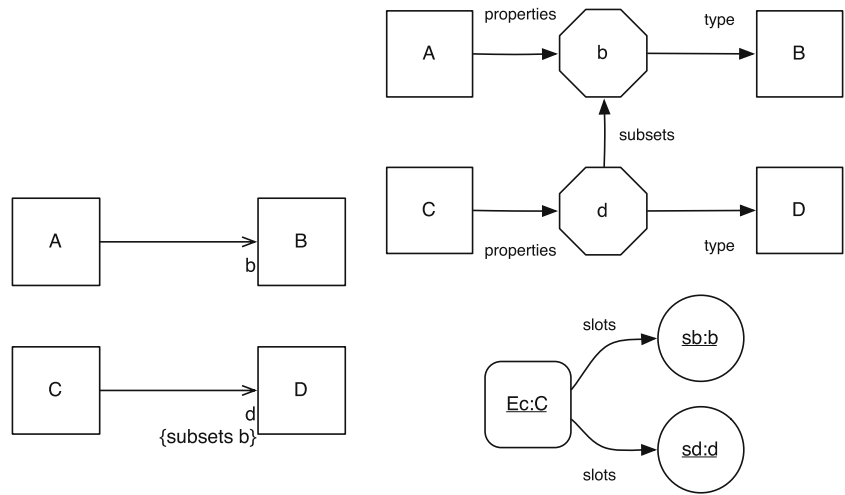 A
B
b
C
D
d
{subsets b}
properties
type
A
b
B
subsets
C
d
D
properties
type
slots
sb:b
Ec:C
sd:d
slots